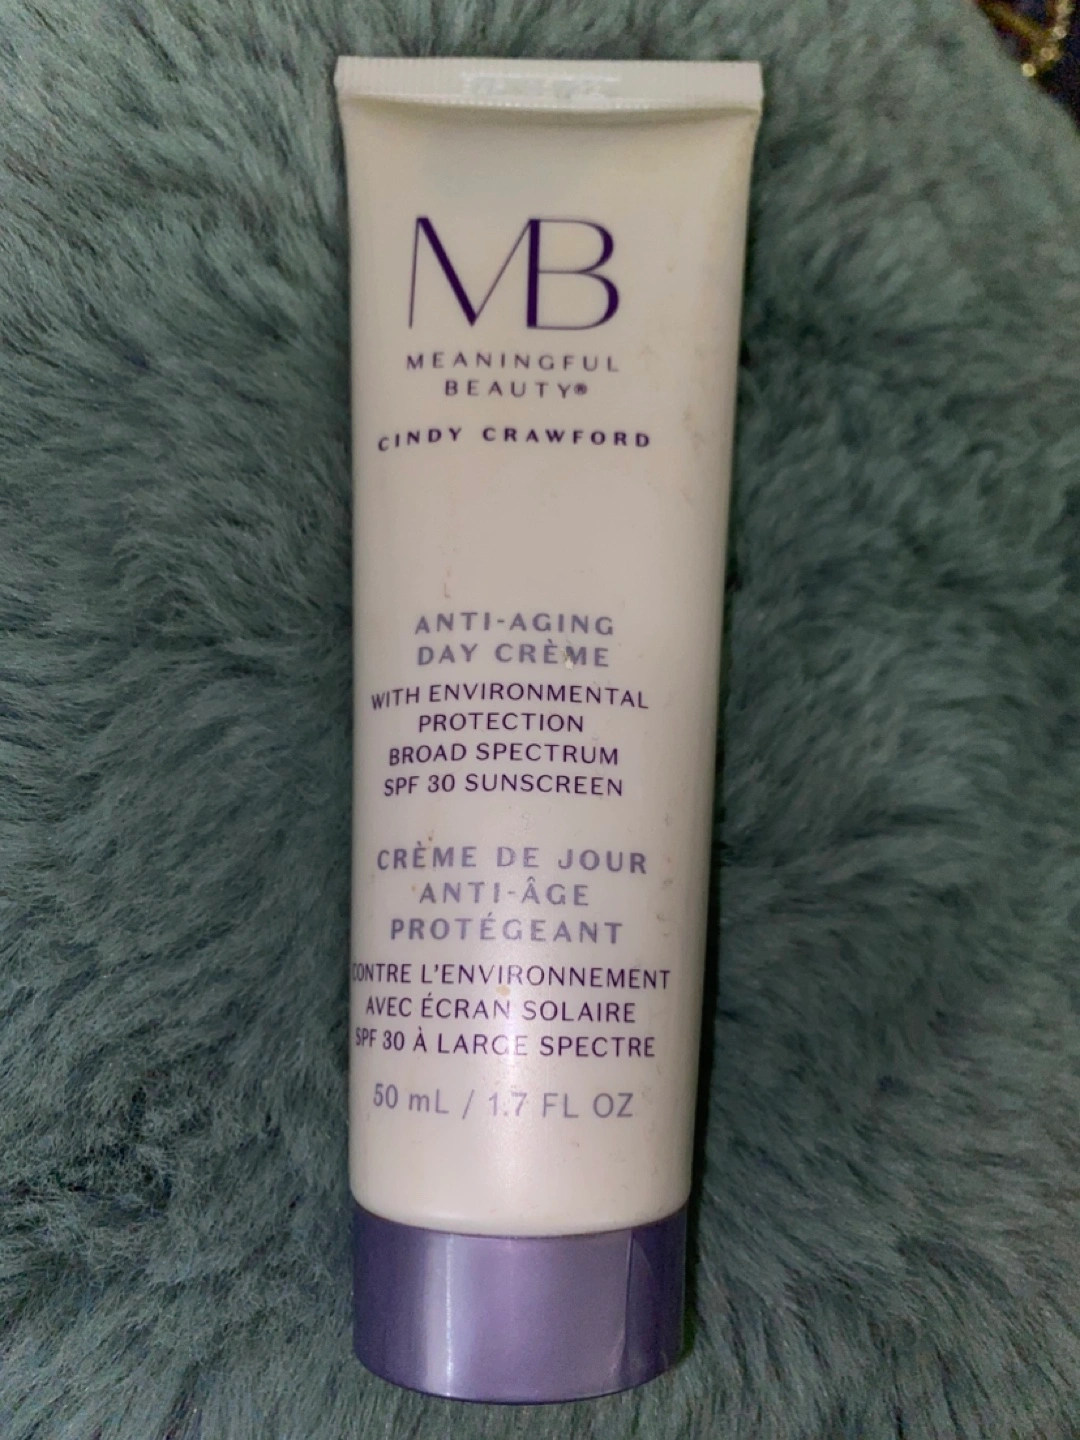 MB
MEANINGFUL
BEAUTY®
CINDY CRAWFORD
ANTI-AGING
DAY CRÈME
WITH ENVIRONMENTAL
PROTECTION
BROAD SPECTRUM
SPF 30 SUNSCREEN
CRÈME DE JOUR
ANTI-ÂGE
PROTÉGEANT
CONTRE L'ENVIRONNEMENT
AVEC ÉCRAN SOLAIRE
SPF 30 À LARGE SPECTRE
50 mL / 1.7 FL OZ